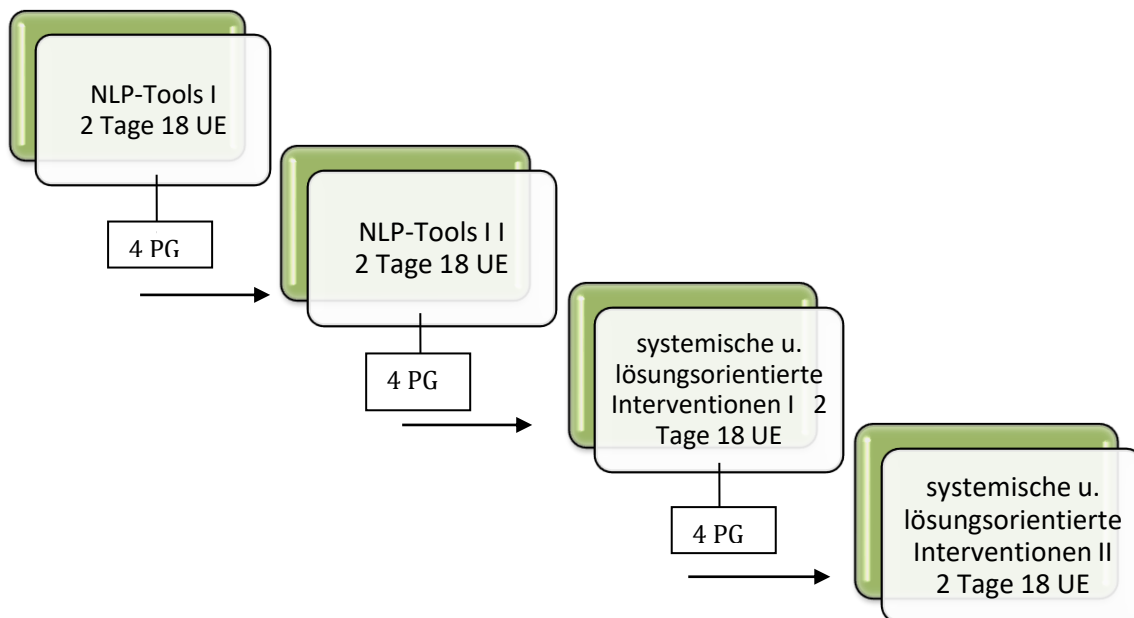 NLP-Tools I
2 Tage 18 UE
4 PG
NLP-Tools I I
2 Tage 18 UE
4 PG
systemische u.
lösungsorientierte
Interventionen I 2
Tage 18 UE
4 PG
systemische u.
lösungsorientierte
Interventionen II
2 Tage 18 UE